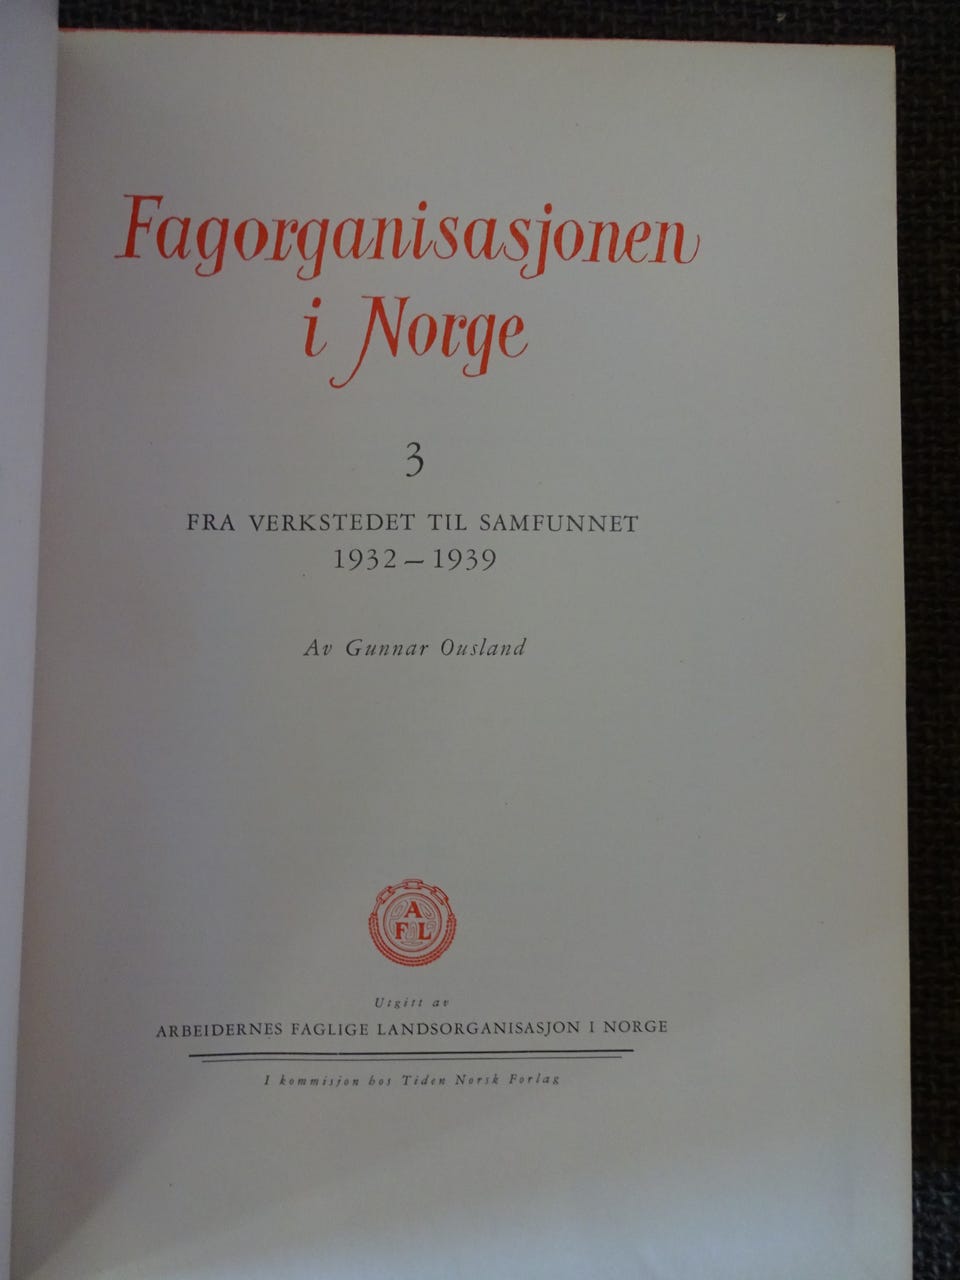 Fagorganisasjonen
i Norge
3
FRA VERKSTEDET TIL SAMFUNNET
1932 – 1939
Av Gunnar Ousland
A
F L
Utgitt av
ARBEIDERNES FAGLIGE LANDSORGANISASJON I NORGE
I kommisjon hos Tiden Norsk Forlag